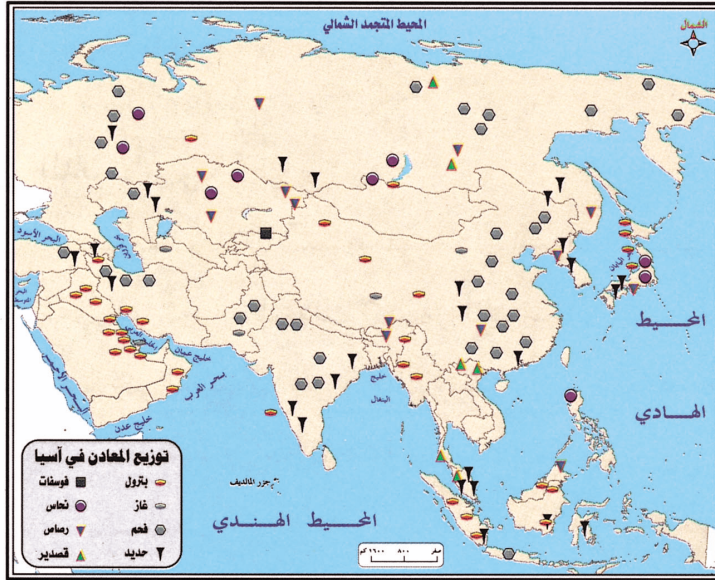 المحيط المتجمد الشمالي
الشمال
البحر الأسود
المحيط
الهادي
خليج عمان
بحر العرب
خليج عدن
خليج
البنغال
جزر المالديف
المحيط الهندي
توزيع المعادن في آسيا
بترول
فوسفات
غاز
نحاس
فحم
رصاص
حديد
قصدير
صفر ٨٠٠ ١٦٠٠ كم